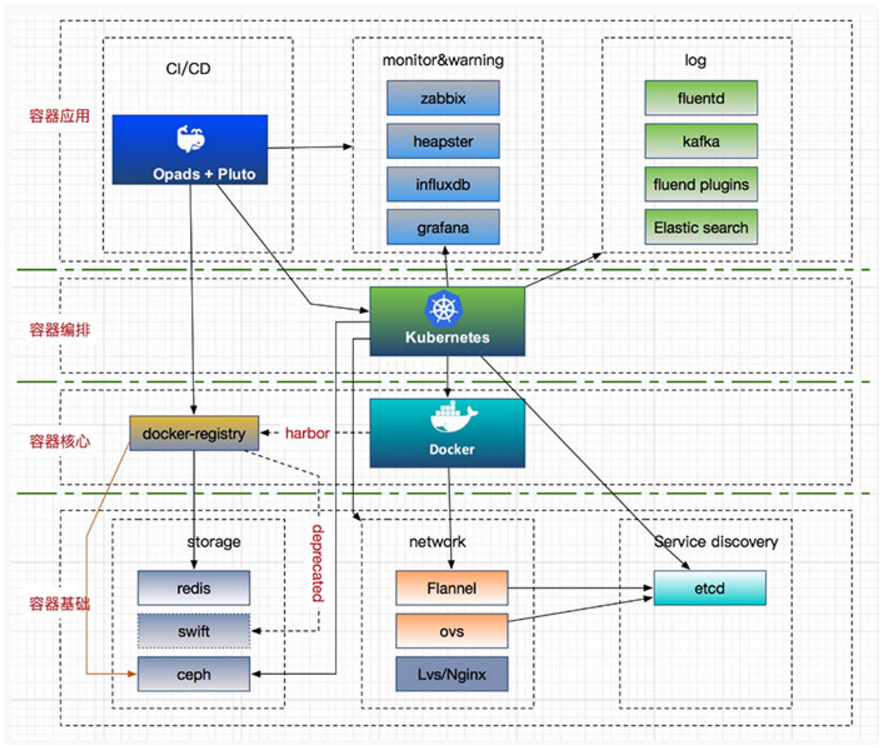 容器应用
CI/CD
Opads + Pluto
monitor&warning
zabbix
heapster
influxdb
grafana
log
fluentd
kafka
fluend plugins
Elastic search
容器编排
Kubernetes
容器核心
docker-registry
harbor
Docker
容器基础
storage
redis
swift
ceph
deprecated
network
Flannel
ovs
Lvs/Nginx
Service discovery
etcd